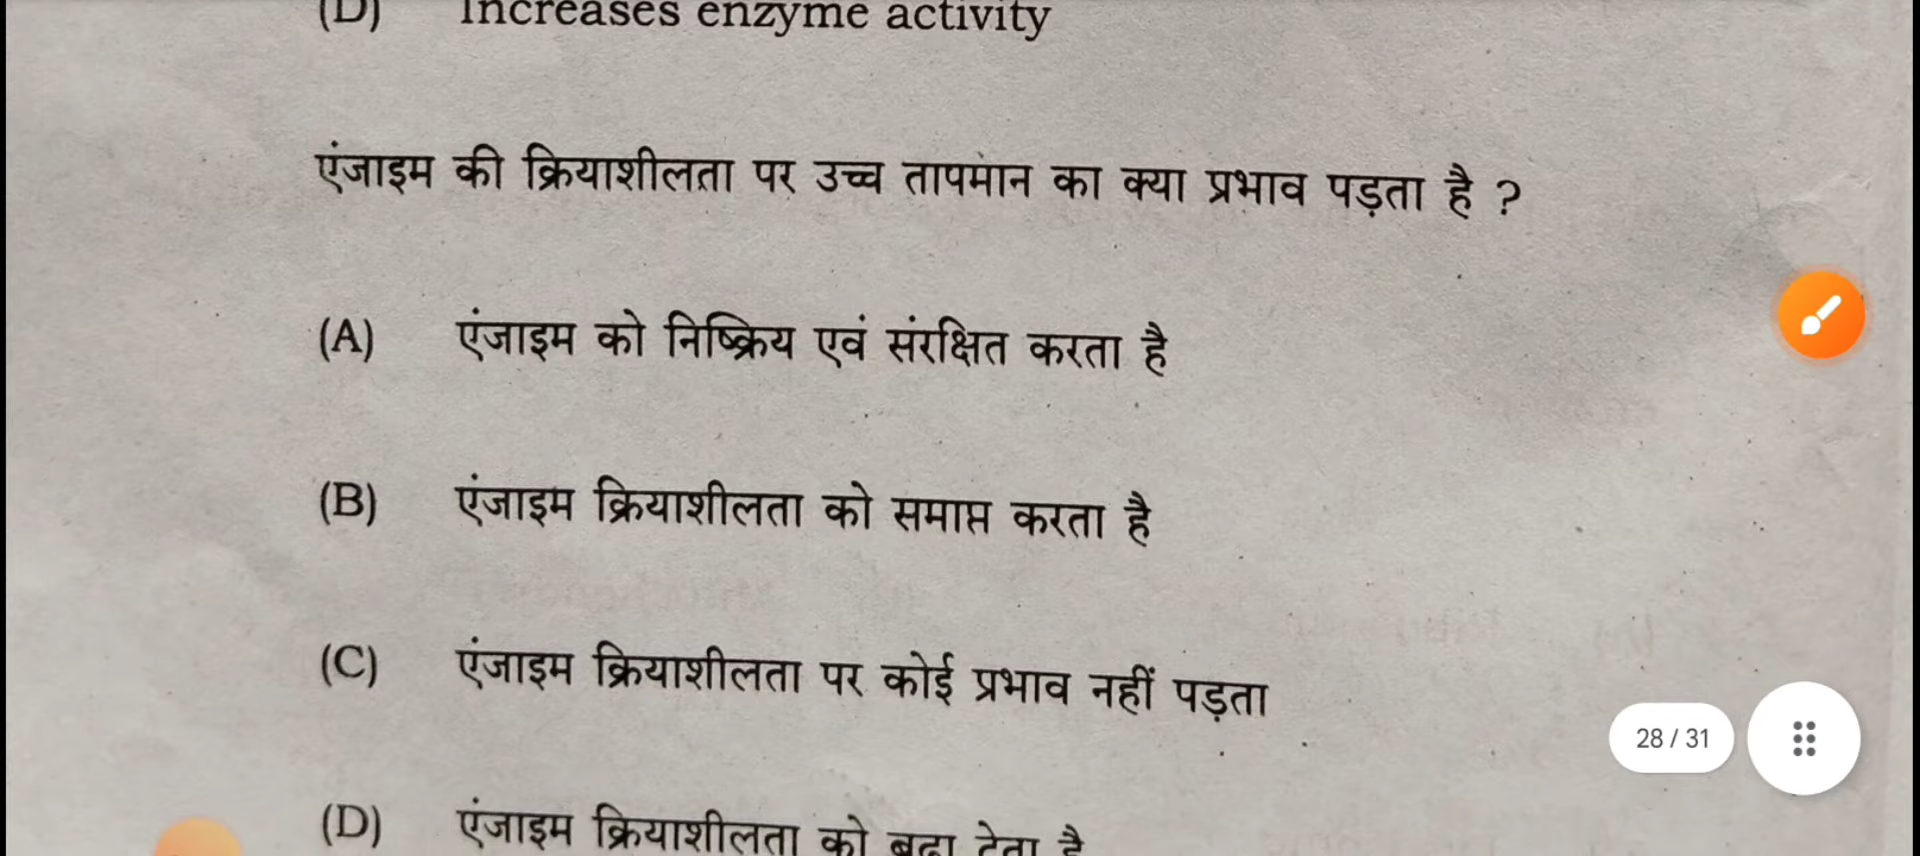 (D) Increases enzyme activity
एंजाइम की क्रियाशीलता पर उच्च तापमान का क्या प्रभाव पड़ता है ?
(A) एंजाइम को निष्क्रिय एवं संरक्षित करता है
(B) एंजाइम क्रियाशीलता को समाप्त करता है
(C) एंजाइम क्रियाशीलता पर कोई प्रभाव नहीं पड़ता
28 / 31
(D) एंजाइम क्रियाशीलता को बढ़ा देता है